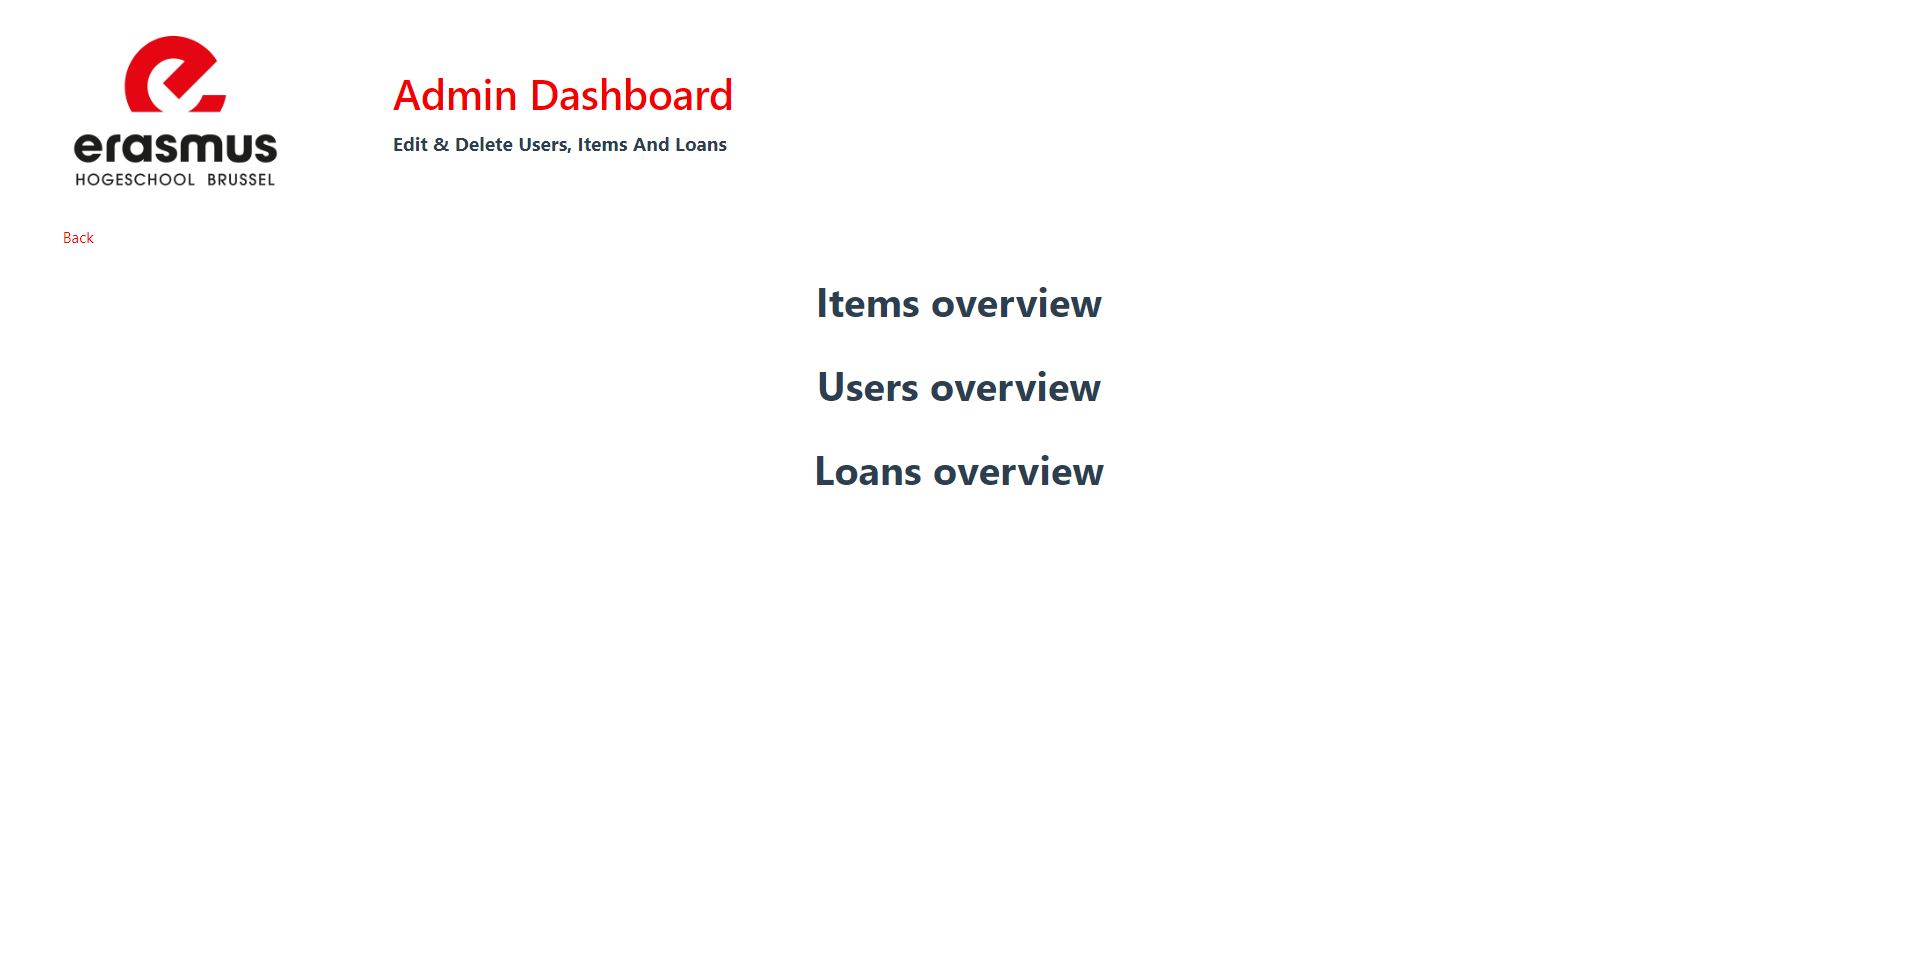 erasmus
HOGESCHOOL BRUSSEL
Admin Dashboard
Edit & Delete Users, Items And Loans
Back
Items overview
Users overview
Loans overview